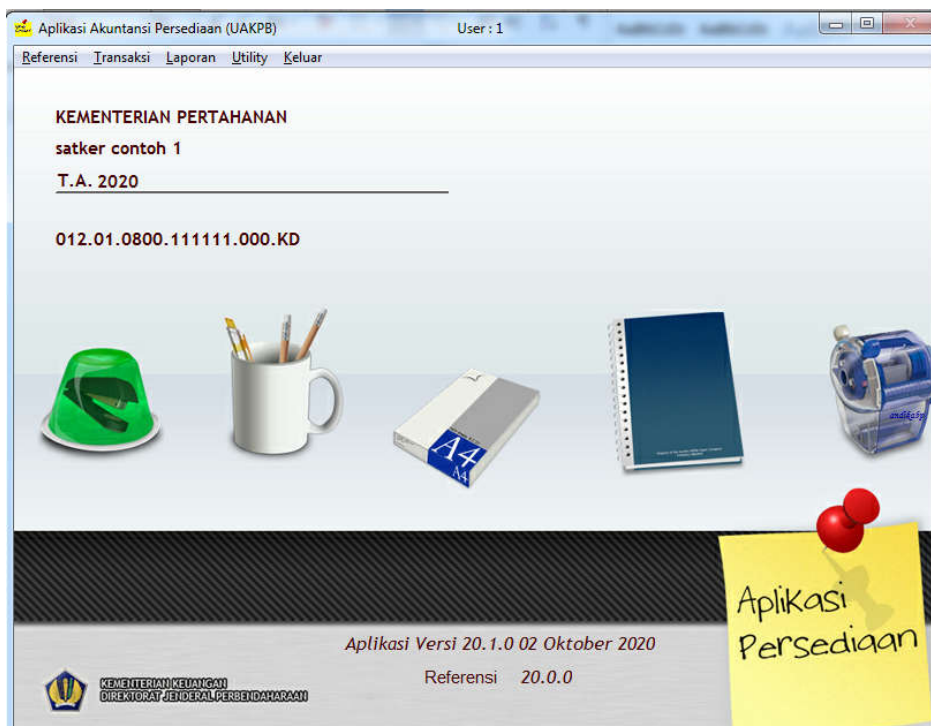 Aplikasi Akuntansi Persediaan (UAKPB) User : 1
Referensi Transaksi Laporan Utility Keluar
KEMENTERIAN PERTAHANAN
satker contoh 1
T.A. 2020
012.01.0800.111111.000.KD
A4
A4
andika5p
Aplikasi
Persediaan
Aplikasi Versi 20.1.0 02 Oktober 2020
Referensi 20.0.0
KEMENTERIAN KEUANGAN
DIREKTORAT JENDERAL PERBENDAHARAAN